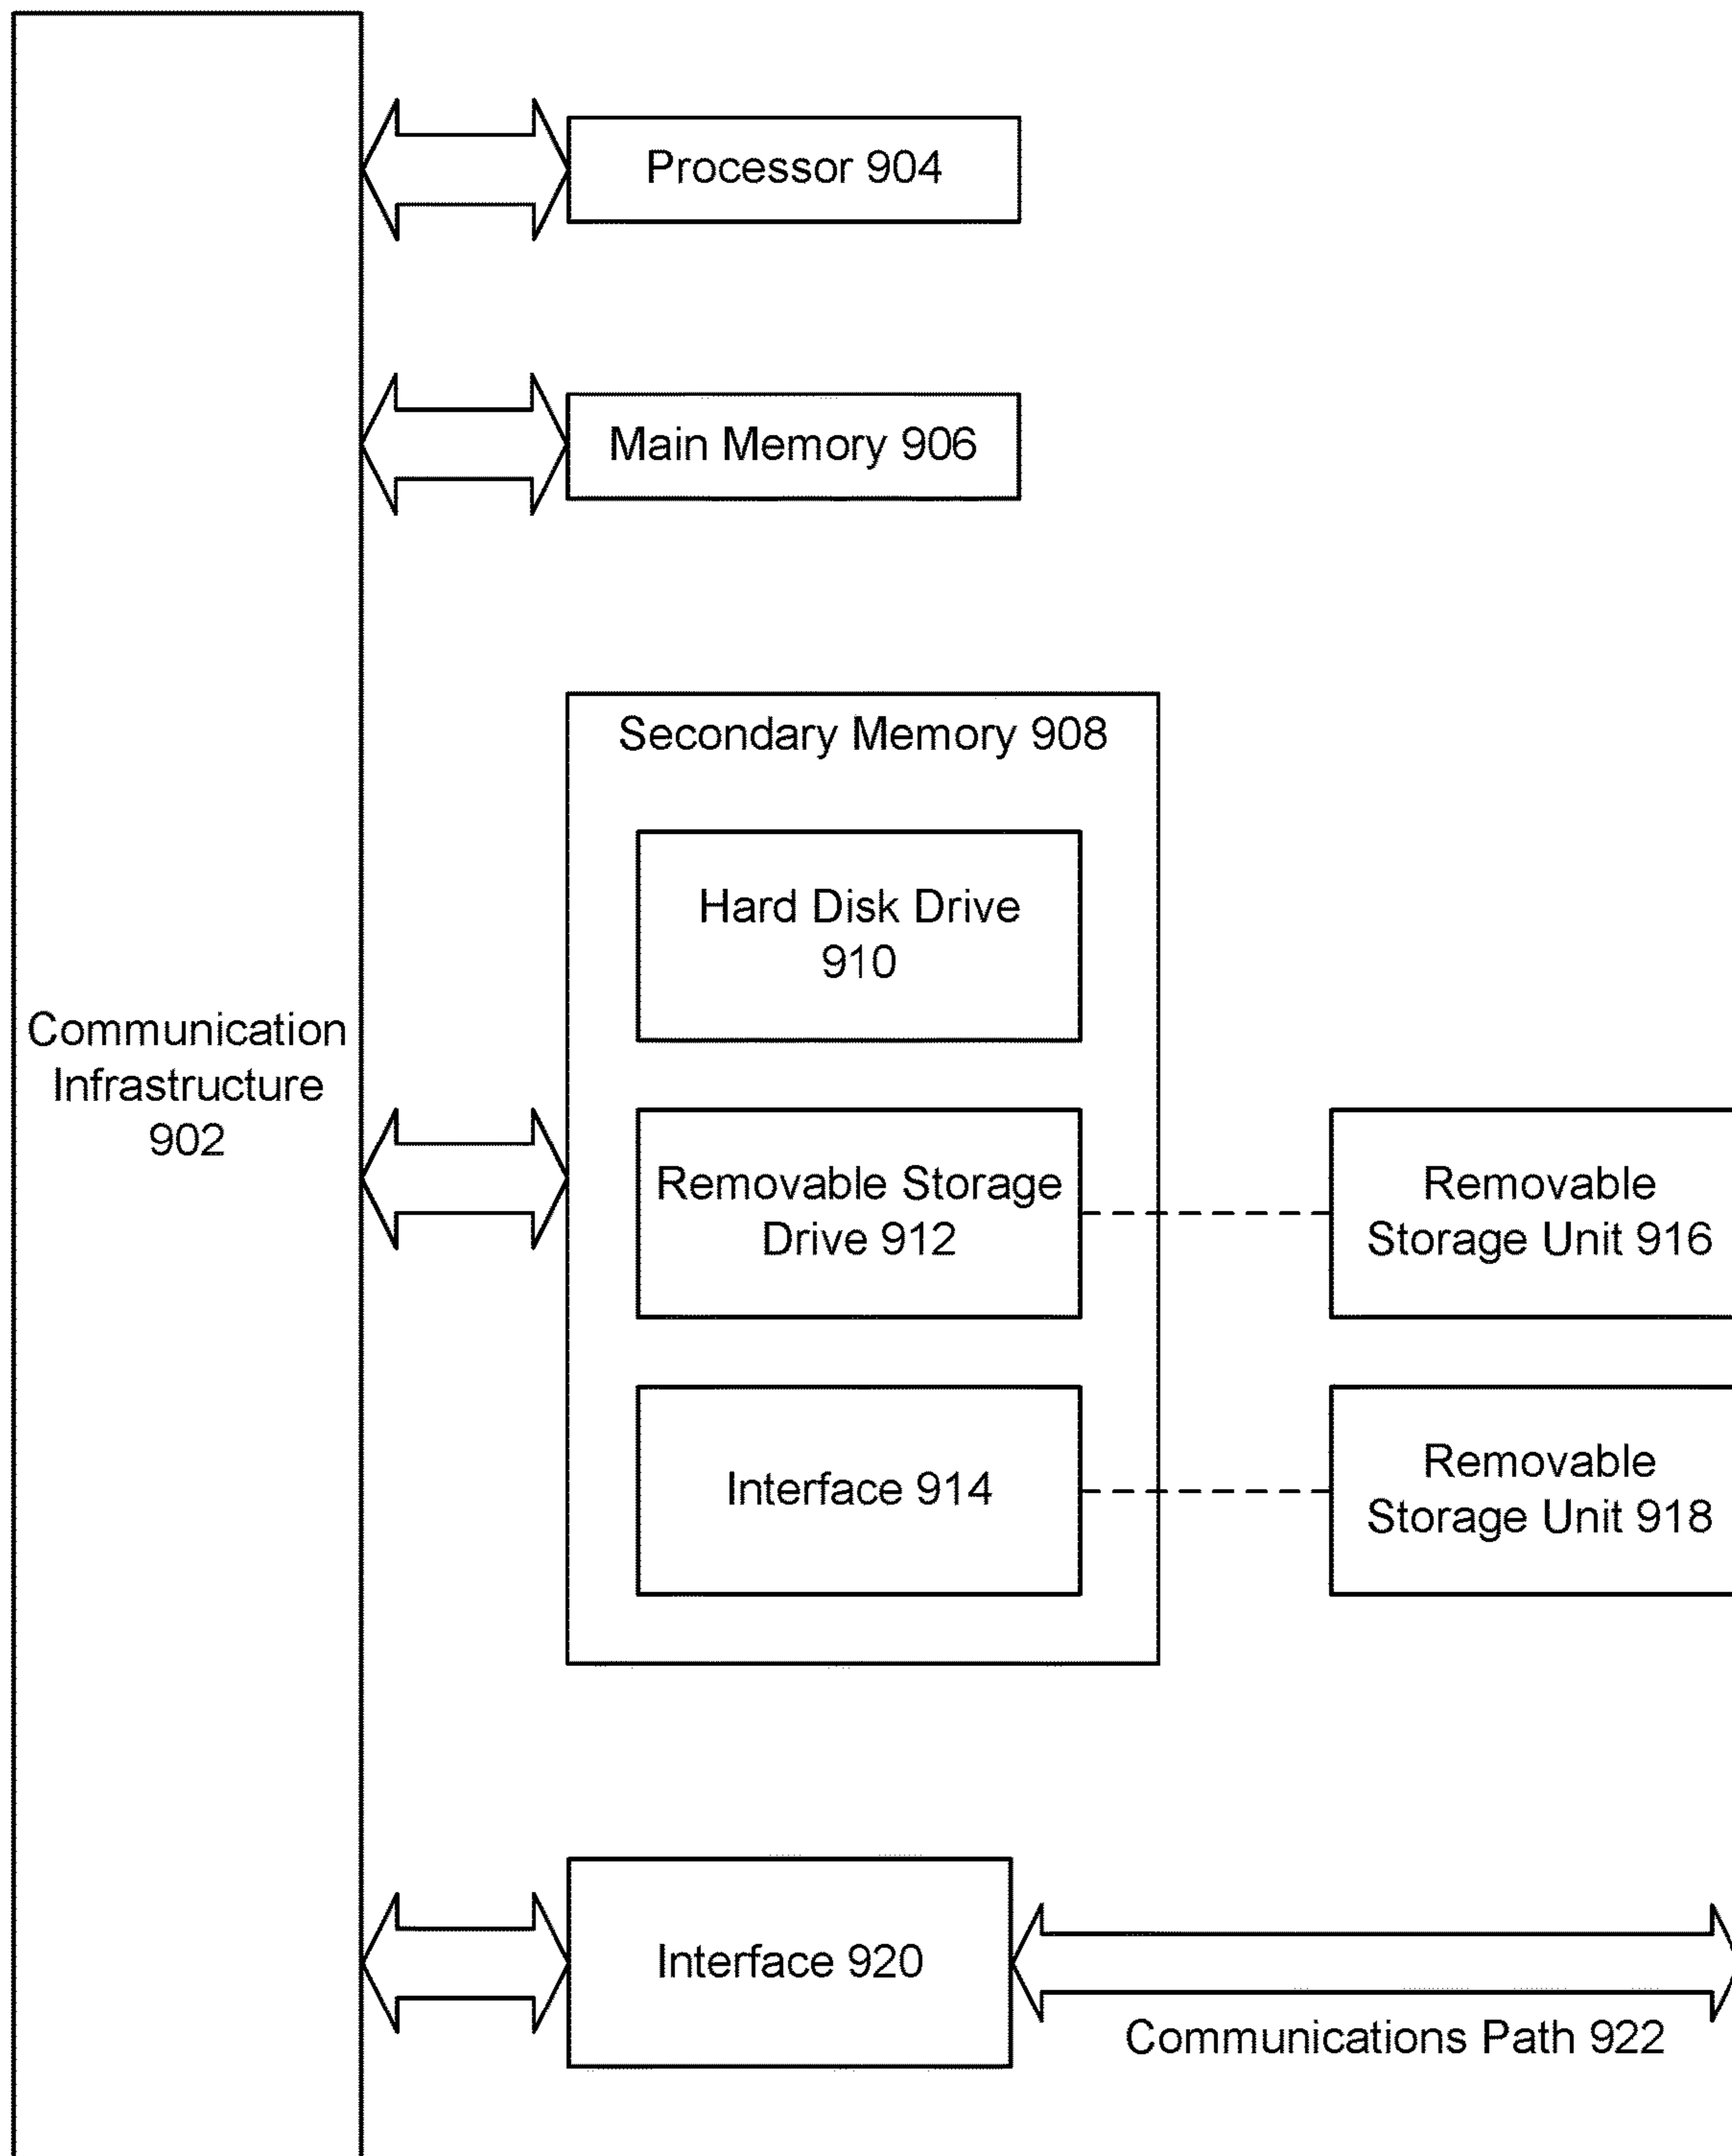 Processor 904
Main Memory 906
Secondary Memory 908
Hard Disk Drive
910
Communication
Infrastructure
902
Removable Storage
Drive 912
Removable
Storage Unit 916
Interface 914
Removable
Storage Unit 918
Interface 920
Communications Path 922